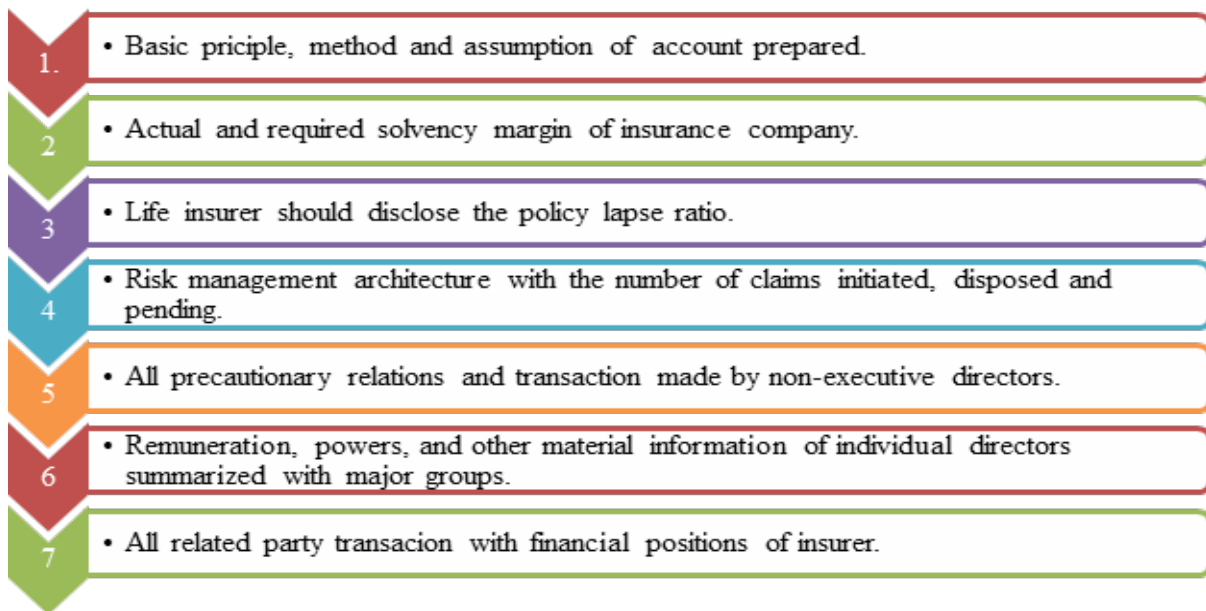 1.
• Basic priciple, method and assumption of account prepared.
2
• Actual and required solvency margin of insurance company.
3
• Life insurer should disclose the policy lapse ratio.
4
• Risk management architecture with the number of claims initiated, disposed and
pending.
5
• All precautionary relations and transaction made by non-executive directors.
6
• Remuneration, powers, and other material information of individual directors
summarized with major groups.
7
• All related party transacion with financial positions of insurer.